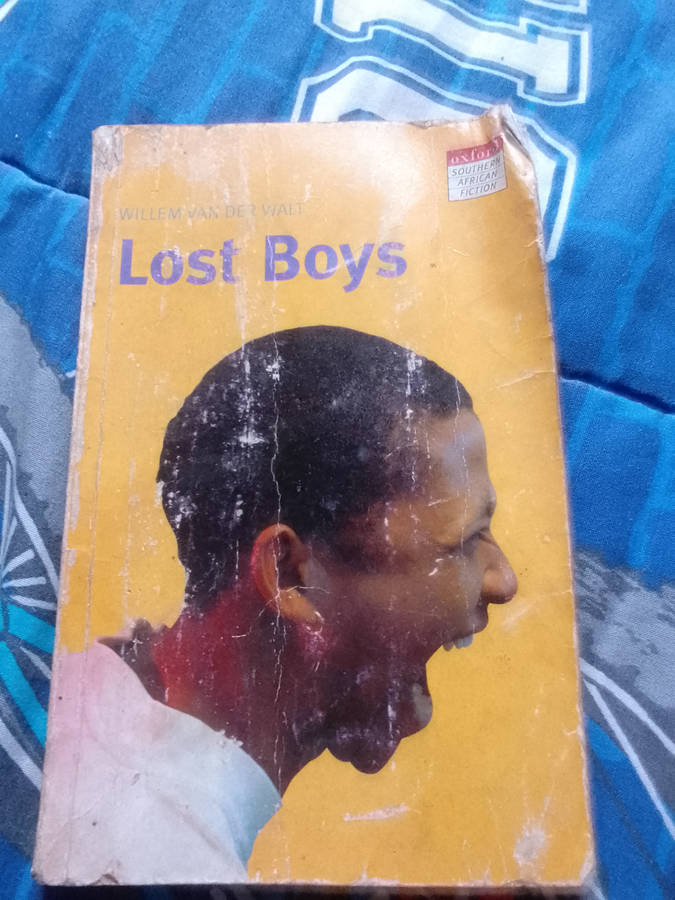 oxford
SOUTHERN
AFRICAN
FICTION
WILLEM VAN DER WALT
Lost Boys